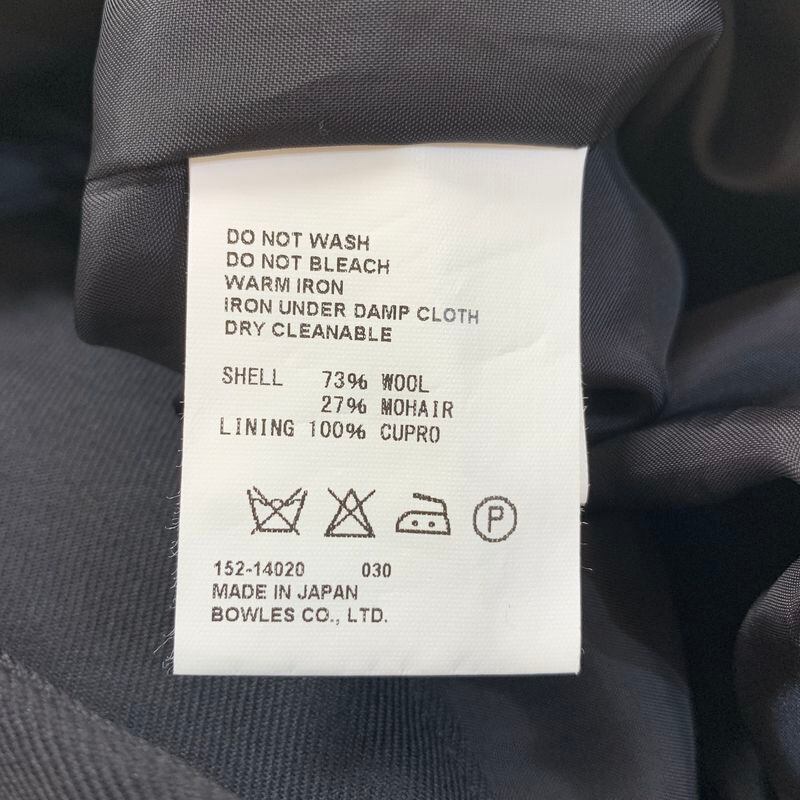 DO NOT WASH
DO NOT BLEACH
WARM IRON
IRON UNDER DAMP CLOTH
DRY CLEANABLE
SHELL 73% WOOL
27% MOHAIR
LINING 100% CUPRO
P
152-14020 030
MADE IN JAPAN
BOWLES CO., LTD.